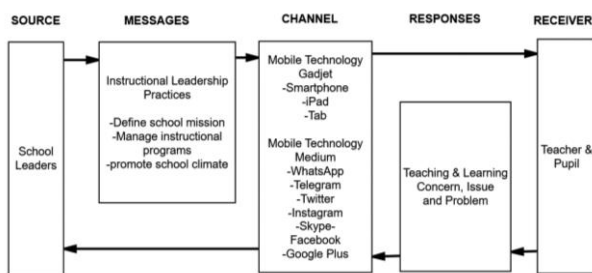 SOURCE MESSAGES CHANNEL RESPONSES RECEIVER
School
Leaders
Instructional Leadership
Practices
-Define school mission
-Manage instructional
programs
-promote school climate
Mobile Technology
Gadjet
-Smartphone
-iPad
-Tab
Mobile Technology
Medium
-WhatsApp
-Telegram
-Twitter
-Instagram
-Skype-
Facebook
-Google Plus
Teaching & Learning
Concern, Issue
and Problem
Teacher &
Pupil